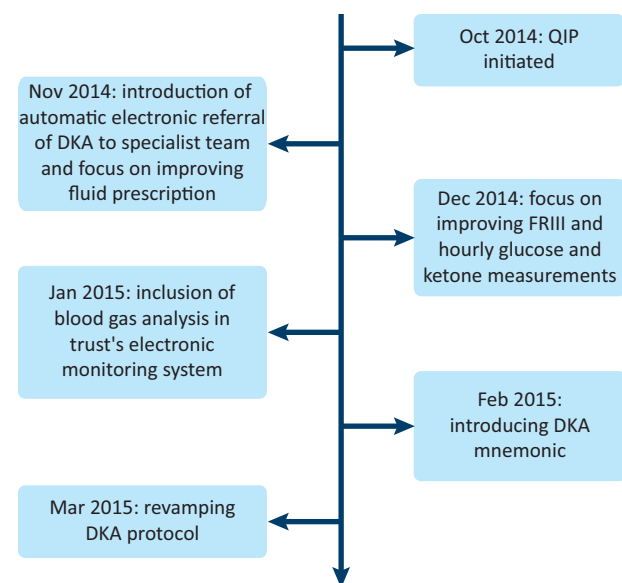 Oct 2014: QIP
initiated
Nov 2014: introduction of
automatic electronic referral
of DKA to specialist team
and focus on improving
fluid prescription
Dec 2014: focus on
improving FRIII and
hourly glucose and
ketone measurements
Jan 2015: inclusion of
blood gas analysis in
trust's electronic
monitoring system
Feb 2015:
introducing DKA
mnemonic
Mar 2015: revamping
DKA protocol